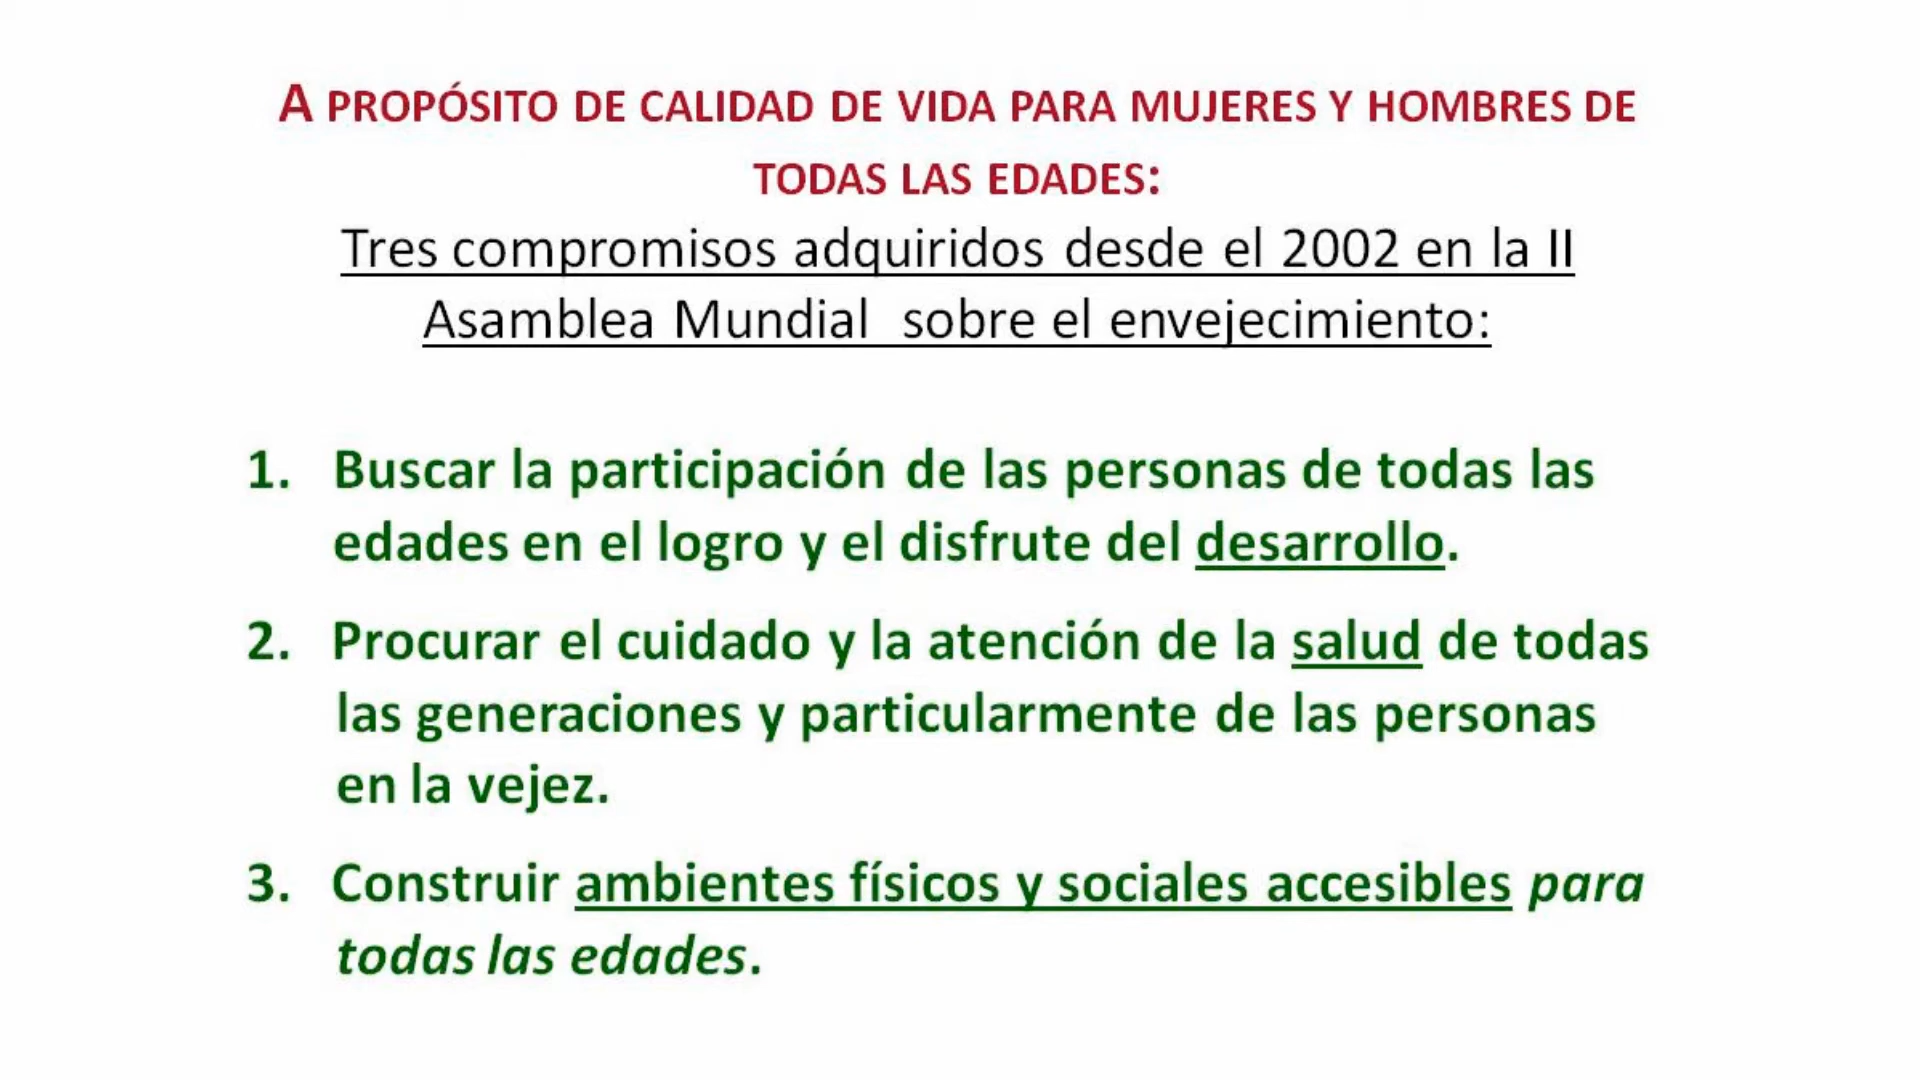 A PROPÓSITO DE CALIDAD DE VIDA PARA MUJERES Y HOMBRES DE
TODAS LAS EDADES:
Tres compromisos adquiridos desde el 2002 en la II
Asamblea Mundial sobre el envejecimiento:
1. Buscar la participación de las personas de todas las
edades en el logro y el disfrute del desarrollo.
2. Procurar el cuidado y la atención de la salud de todas
las generaciones y particularmente de las personas
en la vejez.
3. Construir ambientes físicos y sociales accesibles para
todas las edades.